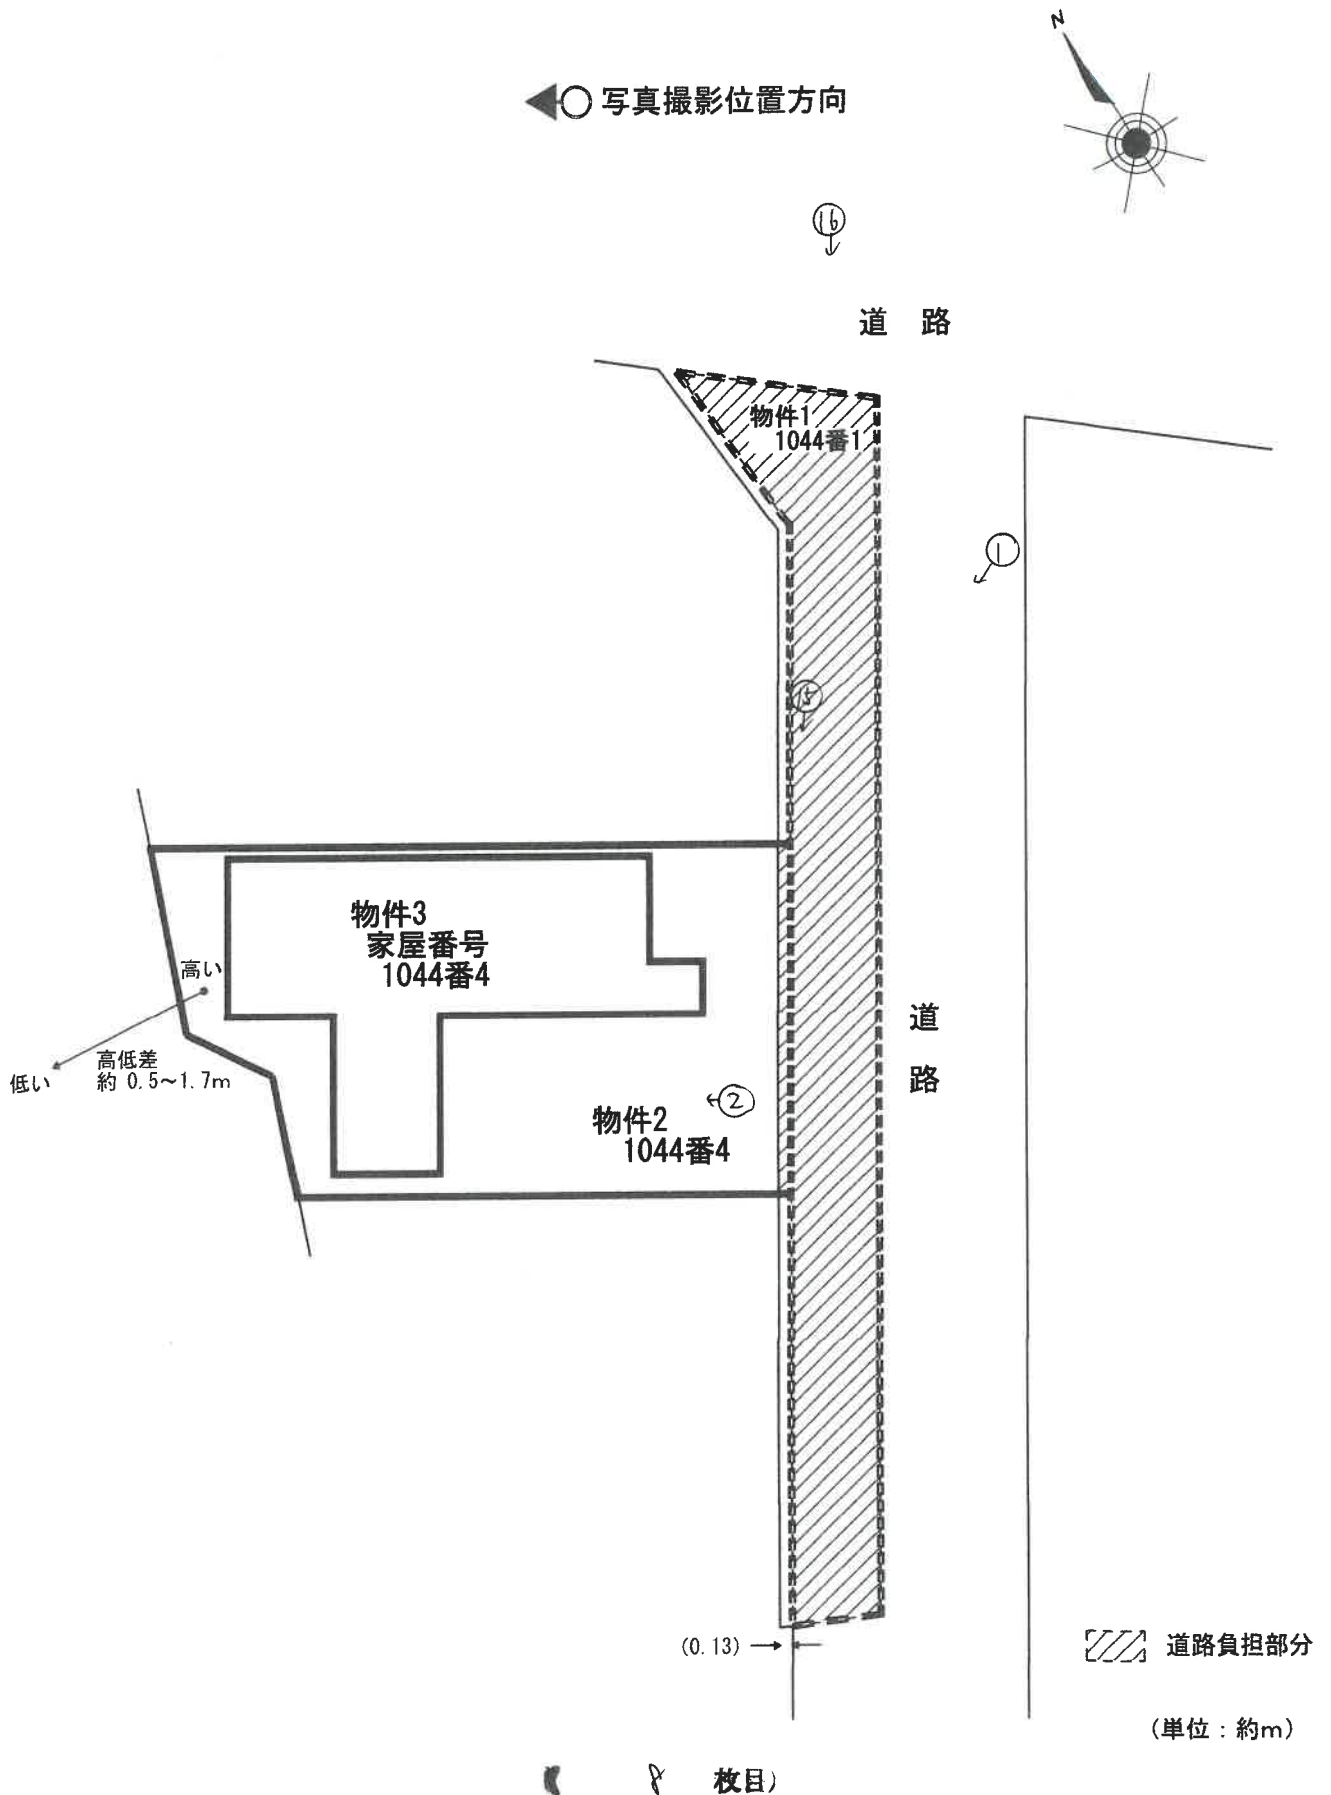 N
写真撮影位置方向
16
道 路
物件1
1044番1
1
15
物件3
家屋番号
1044番4
高い
低い
高低差
約 0.5~1.7m
道
路
2
物件2
1044番4
(0.13)
道路負担部分
(単位：約m)
( 8 枚目)